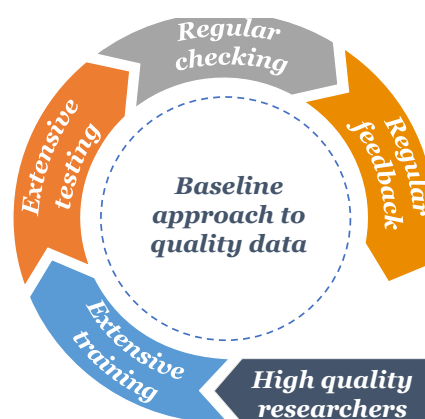 Regular
checking
Regular
feedback
Extensive
testing
Baseline
approach to
quality data
Extensive
training
High quality
researchers